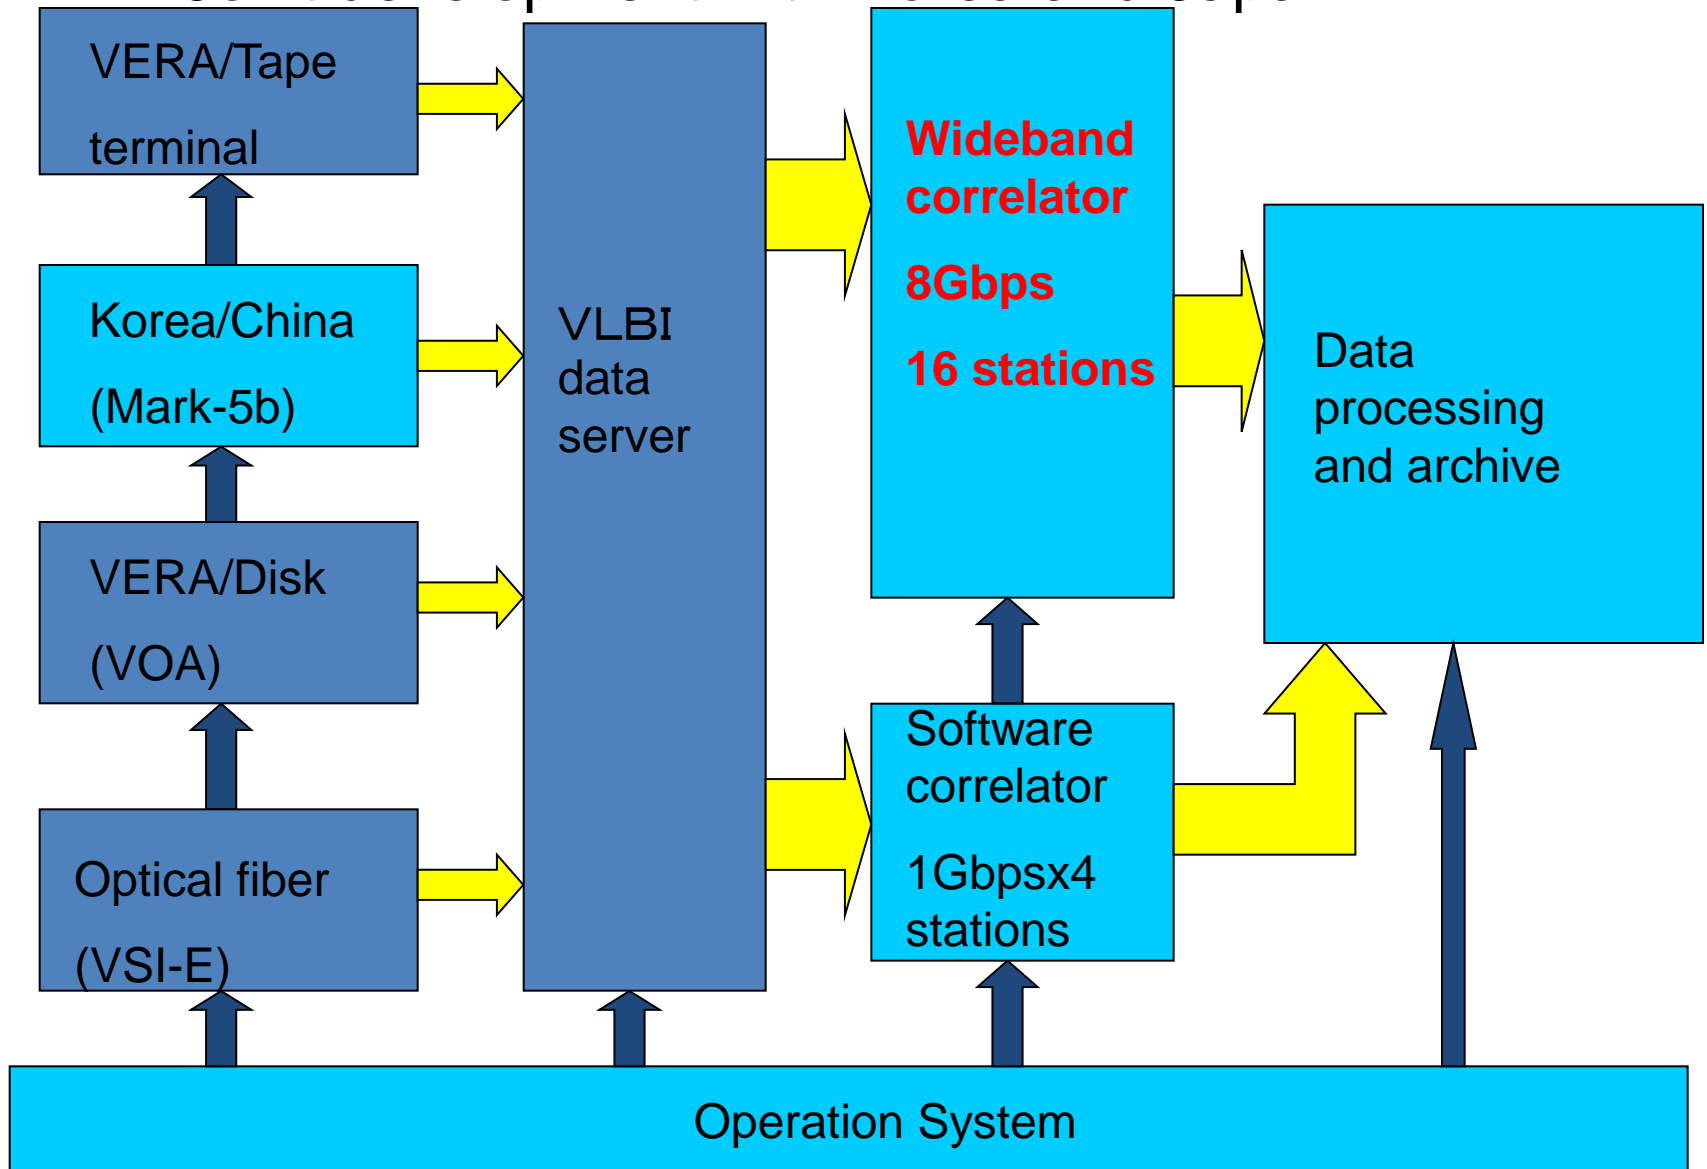 VERA/Tape
terminal
Korea/China
(Mark-5b)
VERA/Disk
(VOA)
Optical fiber
(VSI-E)
VLBI
data
server
Wideband
correlator
8Gbps
16 stations
Software
correlator
1Gbpsx4
stations
Data
processing
and archive
Operation System